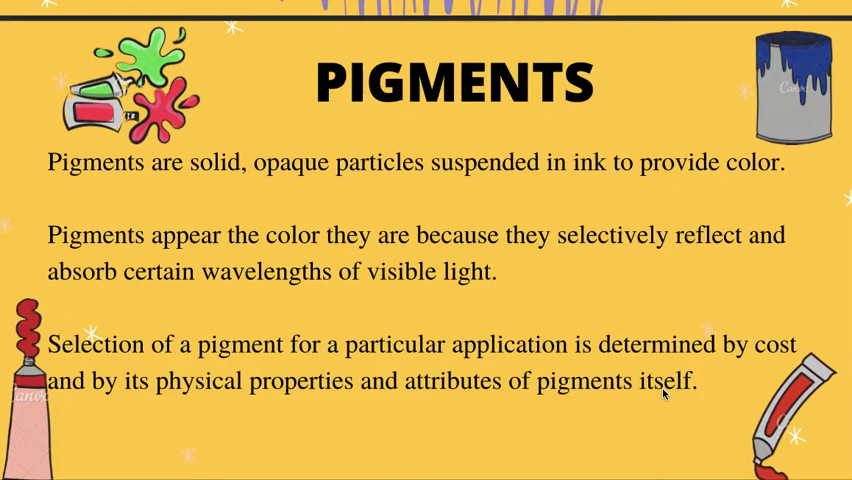 PIGMENTS
Pigments are solid, opaque particles suspended in ink to provide color.
Pigments appear the color they are because they selectively reflect and
absorb certain wavelengths of visible light.
Selection of a pigment for a particular application is determined by cost
and by its physical properties and attributes of pigments itself.